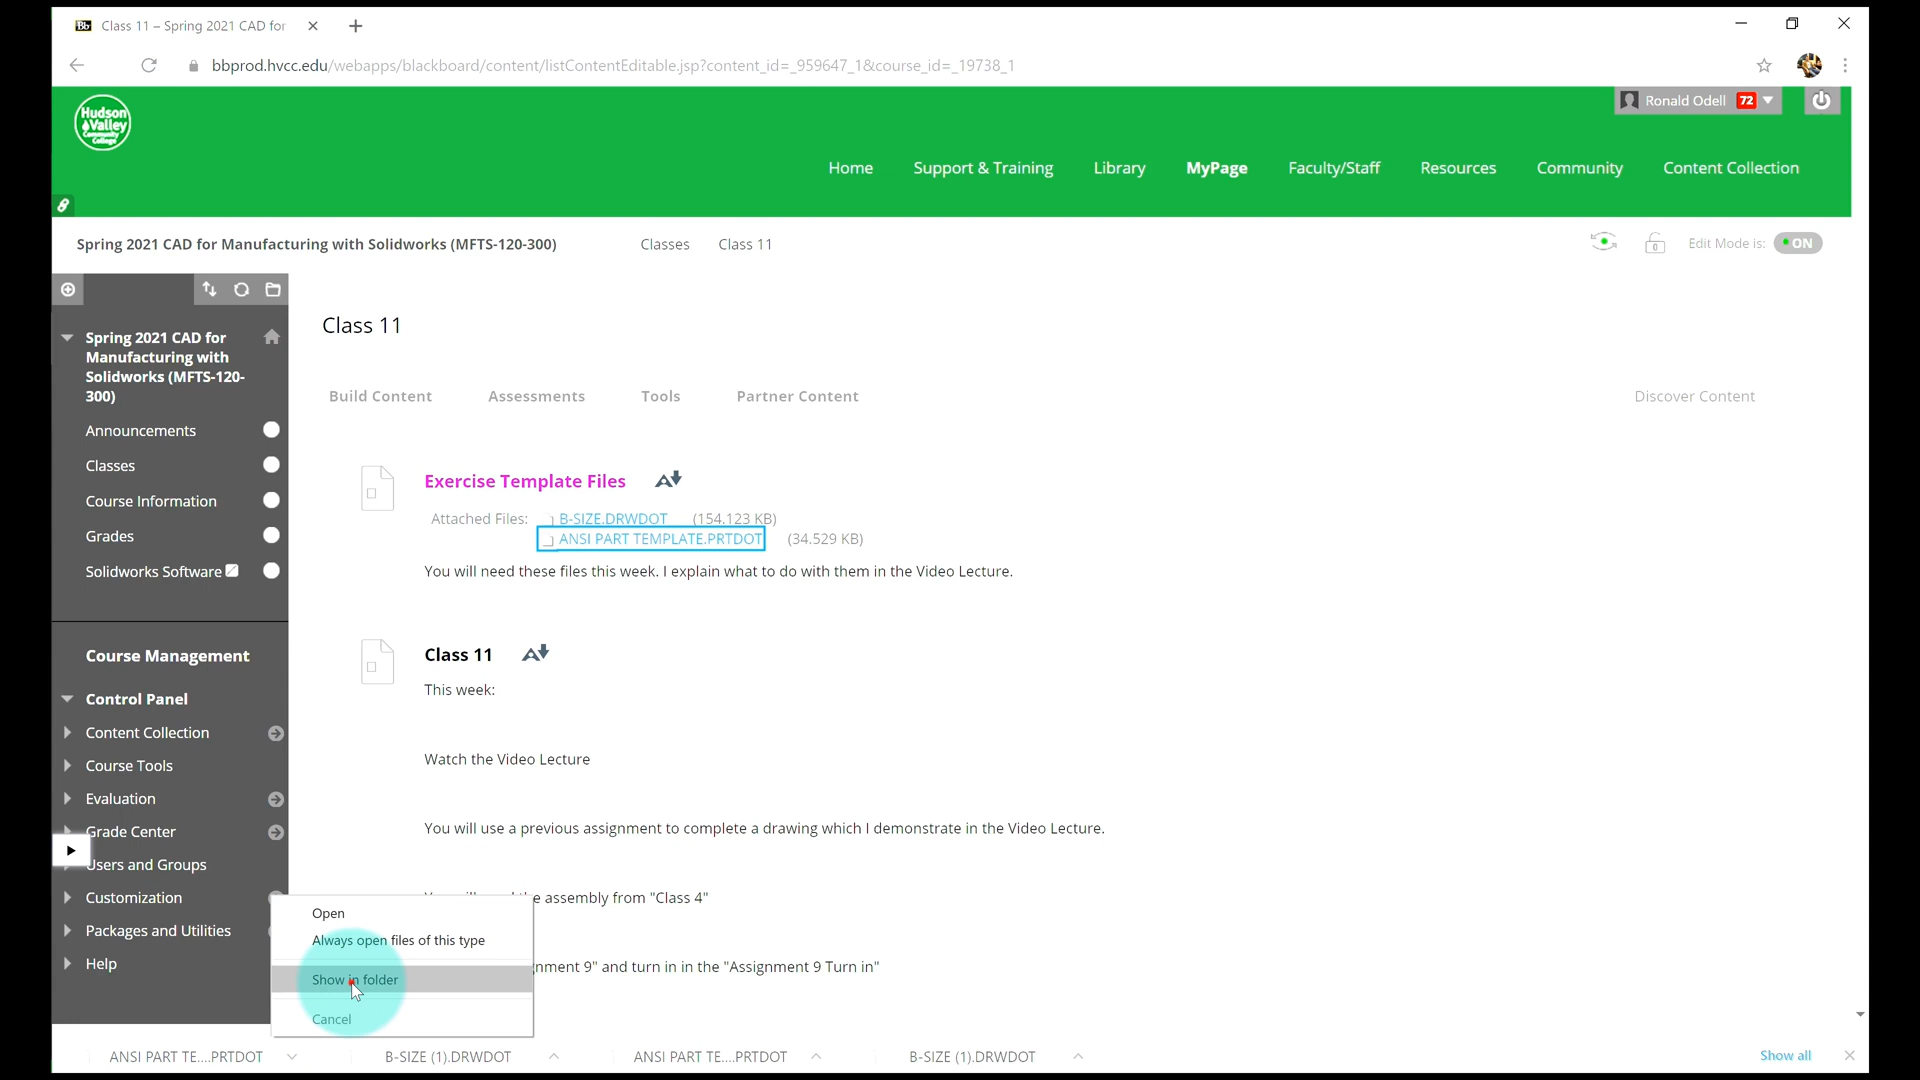 Class 11 – Spring 2021 CAD for
bbprod.hvcc.edu/webapps/blackboard/content/listContentEditable.jsp?content_id=_959647_1&course_id=_19738_1
Hudson
Valley
Community
College
Ronald Odell 72
Home Support & Training Library MyPage Faculty/Staff Resources Community Content Collection
Spring 2021 CAD for Manufacturing with Solidworks (MFTS-120-300) Classes Class 11 Edit Mode is: ON
Spring 2021 CAD for
Manufacturing with
Solidworks (MFTS-120-
300)
Announcements
Classes
Course Information
Grades
Solidworks Software
Course Management
Control Panel
Content Collection
Course Tools
Evaluation
Grade Center
Users and Groups
Customization
Packages and Utilities
Help
Class 11
Build Content Assessments Tools Partner Content Discover Content
Exercise Template Files
Attached Files: B-SIZE.DRWDOT (154.123 KB)
ANSI PART TEMPLATE.PRTDOT (34.529 KB)
You will need these files this week. I explain what to do with them in the Video Lecture.
Class 11
This week:
Watch the Video Lecture
You will use a previous assignment to complete a drawing which I demonstrate in the Video Lecture.
assembly from "Class 4"
9" and turn in in the "Assignment 9 Turn in"
Open
Always open files of this type
Show in folder
Cancel
ANSI PART TE....PRTDOT B-SIZE (1).DRWDOT ANSI PART TE....PRTDOT B-SIZE (1).DRWDOT Show all